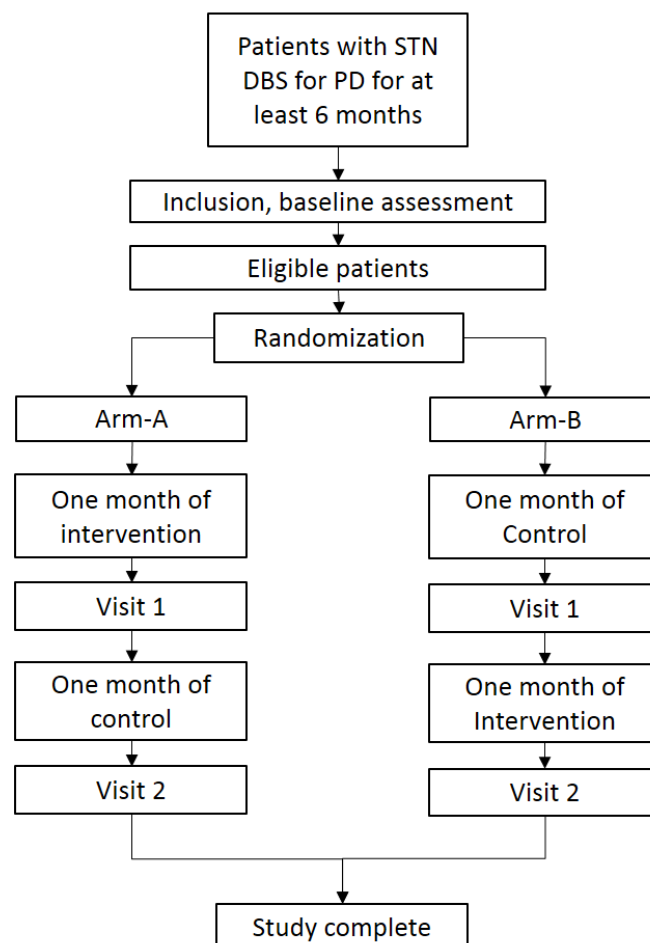 Patients with STN
DBS for PD for at
least 6 months
Inclusion, baseline assessment
Eligible patients
Randomization
Arm-A
One month of
intervention
Visit 1
One month of
control
Visit 2
Arm-B
One month of
Control
Visit 1
One month of
Intervention
Visit 2
Study complete